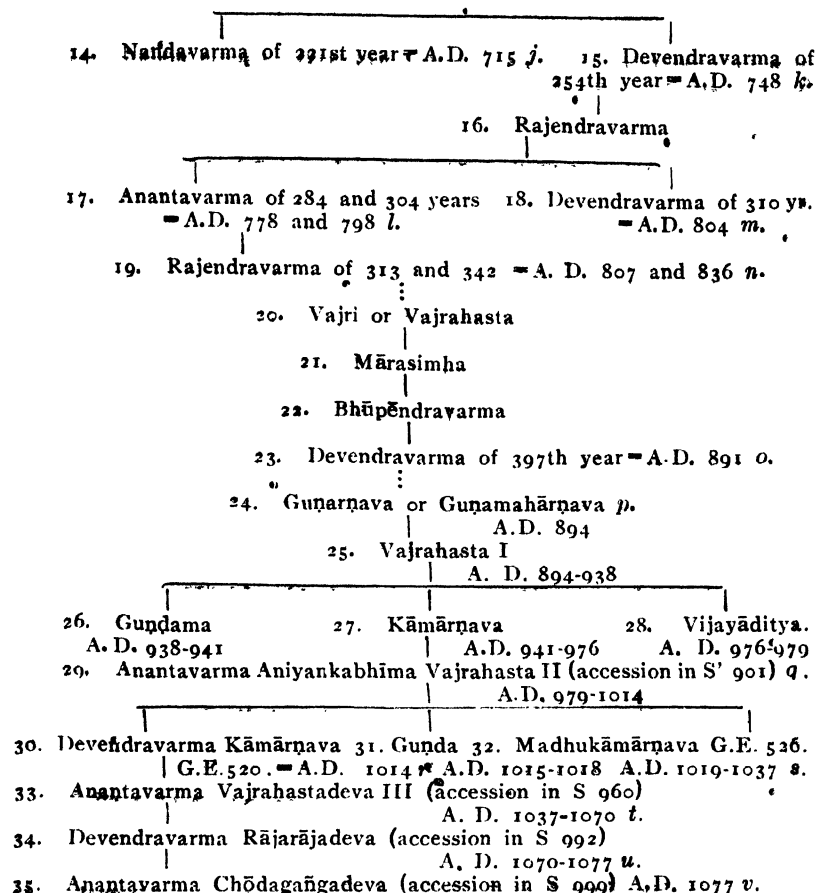 14. Nandavarma of 221st year = A.D. 715 j. 15. Devendravarma of
254th year = A.D. 748 k.
16. Rajendravarma
17. Anantavarma of 284 and 304 years 18. Devendravarma of 310 yr.
= A.D. 778 and 798 l. = A.D. 804 m.
19. Rajendravarma of 313 and 342 = A. D. 807 and 836 n.
20. Vajri or Vajrahasta
21. Mārasimha
22. Bhūpēndravarma
23. Devendravarma of 397th year = A.D. 891 o.
24. Guṇarṇava or Guṇamahārṇava p.
A.D. 894
25. Vajrahasta I
A. D. 894-938
26. Guṇḍama 27. Kāmārṇava 28. Vijayāditya.
A. D. 938-941 A.D. 941-976 A. D. 976-979
29. Anantavarma Aniyankabhīma Vajrahasta II (accession in S' 901) q.
A.D. 979-1014
30. Devendravarma Kāmārṇava 31. Gunda 32. Madhukāmārṇava G.E. 526.
G.E. 520. = A.D. 1014 r A.D. 1015-1018 A.D. 1019-1037 s.
33. Anantavarma Vajrahastadeva III (accession in S 960)
A. D. 1037-1070 t.
34. Devendravarma Rājarājadeva (accession in S 992)
A. D. 1070-1077 u.
35. Anantavarma Chōdagaṅgadeva (accession in S 999) A.D. 1077 v.